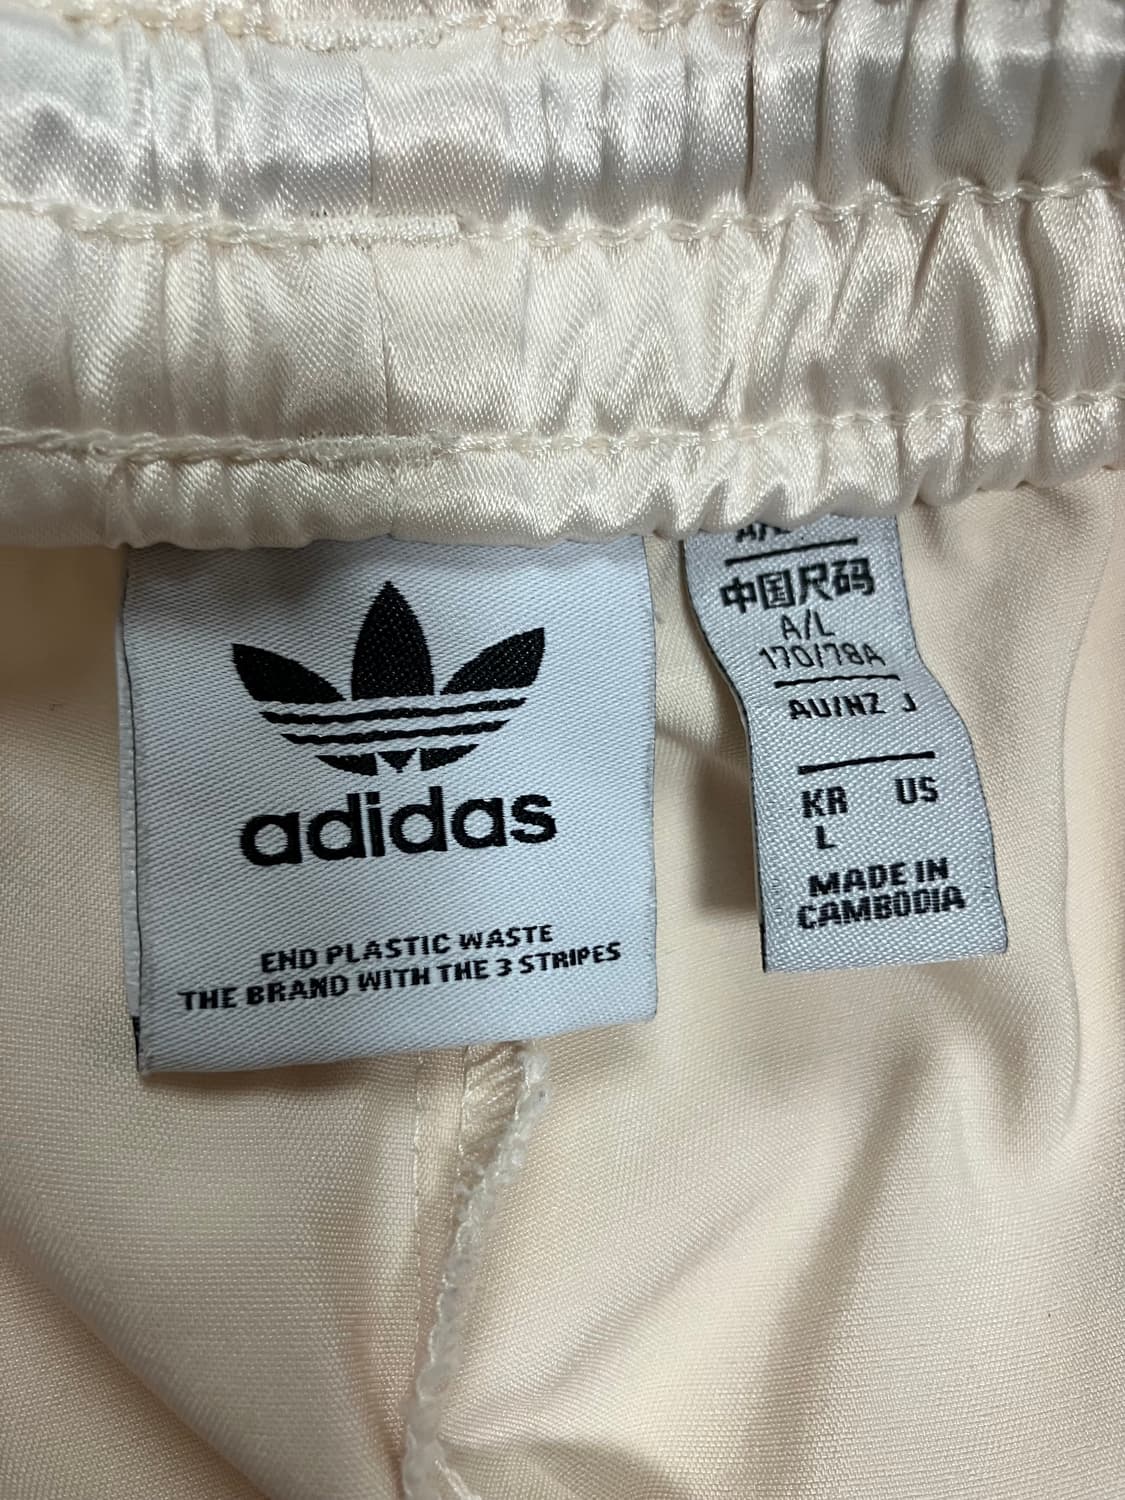 adidas
END PLASTIC WASTE
THE BRAND WITH THE 3 STRIPES
中国尺码
A/L
170/78A
AU/NZ J
KR US
L
MADE IN
CAMBODIA